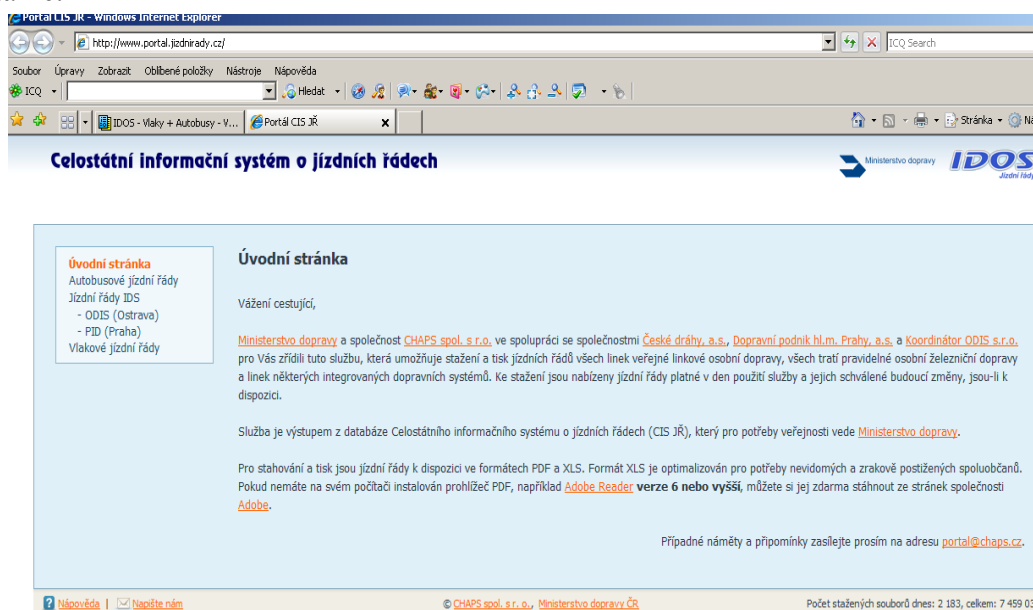 Portál CIS JŘ - Windows Internet Explorer
http://www.portal.jizdnirady.cz/
ICQ Search
Soubor Úpravy Zobrazit Oblíbené položky Nástroje Nápověda
ICQ Hledat
IDOS - Vlaky + Autobusy - V... Portál CIS JŘ Stránka
Celostátní informační systém o jízdních řádech
Ministerstvo dopravy IDOS
Jízdní řády
Úvodní stránka
Autobusové jízdní řády
Jízdní řády IDS
- ODIS (Ostrava)
- PID (Praha)
Vlakové jízdní řády
Úvodní stránka
Vážení cestující,
Ministerstvo dopravy a společnost CHAPS spol. s r.o. ve spolupráci se společnostmi České dráhy, a.s., Dopravní podnik hl.m. Prahy, a.s. a Koordinátor ODIS s.r.o.
pro Vás zřídili tuto službu, která umožňuje stažení a tisk jízdních řádů všech linek veřejné linkové osobní dopravy, všech tratí pravidelné osobní železniční dopravy
a linek některých integrovaných dopravních systémů. Ke stažení jsou nabízeny jízdní řády platné v den použití služby a jejich schválené budoucí změny, jsou-li k
dispozici.
Služba je výstupem z databáze Celostátního informačního systému o jízdních řádech (CIS JŘ), který pro potřeby veřejnosti vede Ministerstvo dopravy.
Pro stahování a tisk jsou jízdní řády k dispozici ve formátech PDF a XLS. Formát XLS je optimalizován pro potřeby nevidomých a zrakově postižených spoluobčanů.
Pokud nemáte na svém počítači instalován prohlížeč PDF, například Adobe Reader verze 6 nebo vyšší, můžete si jej zdarma stáhnout ze stránek společnosti
Adobe.
Případné náměty a připomínky zasílejte prosím na adresu portal@chaps.cz.
Nápověda | Napište nám © CHAPS spol. s r. o., Ministerstvo dopravy ČR Počet stažených souborů dnes: 2 183, celkem: 7 459 03